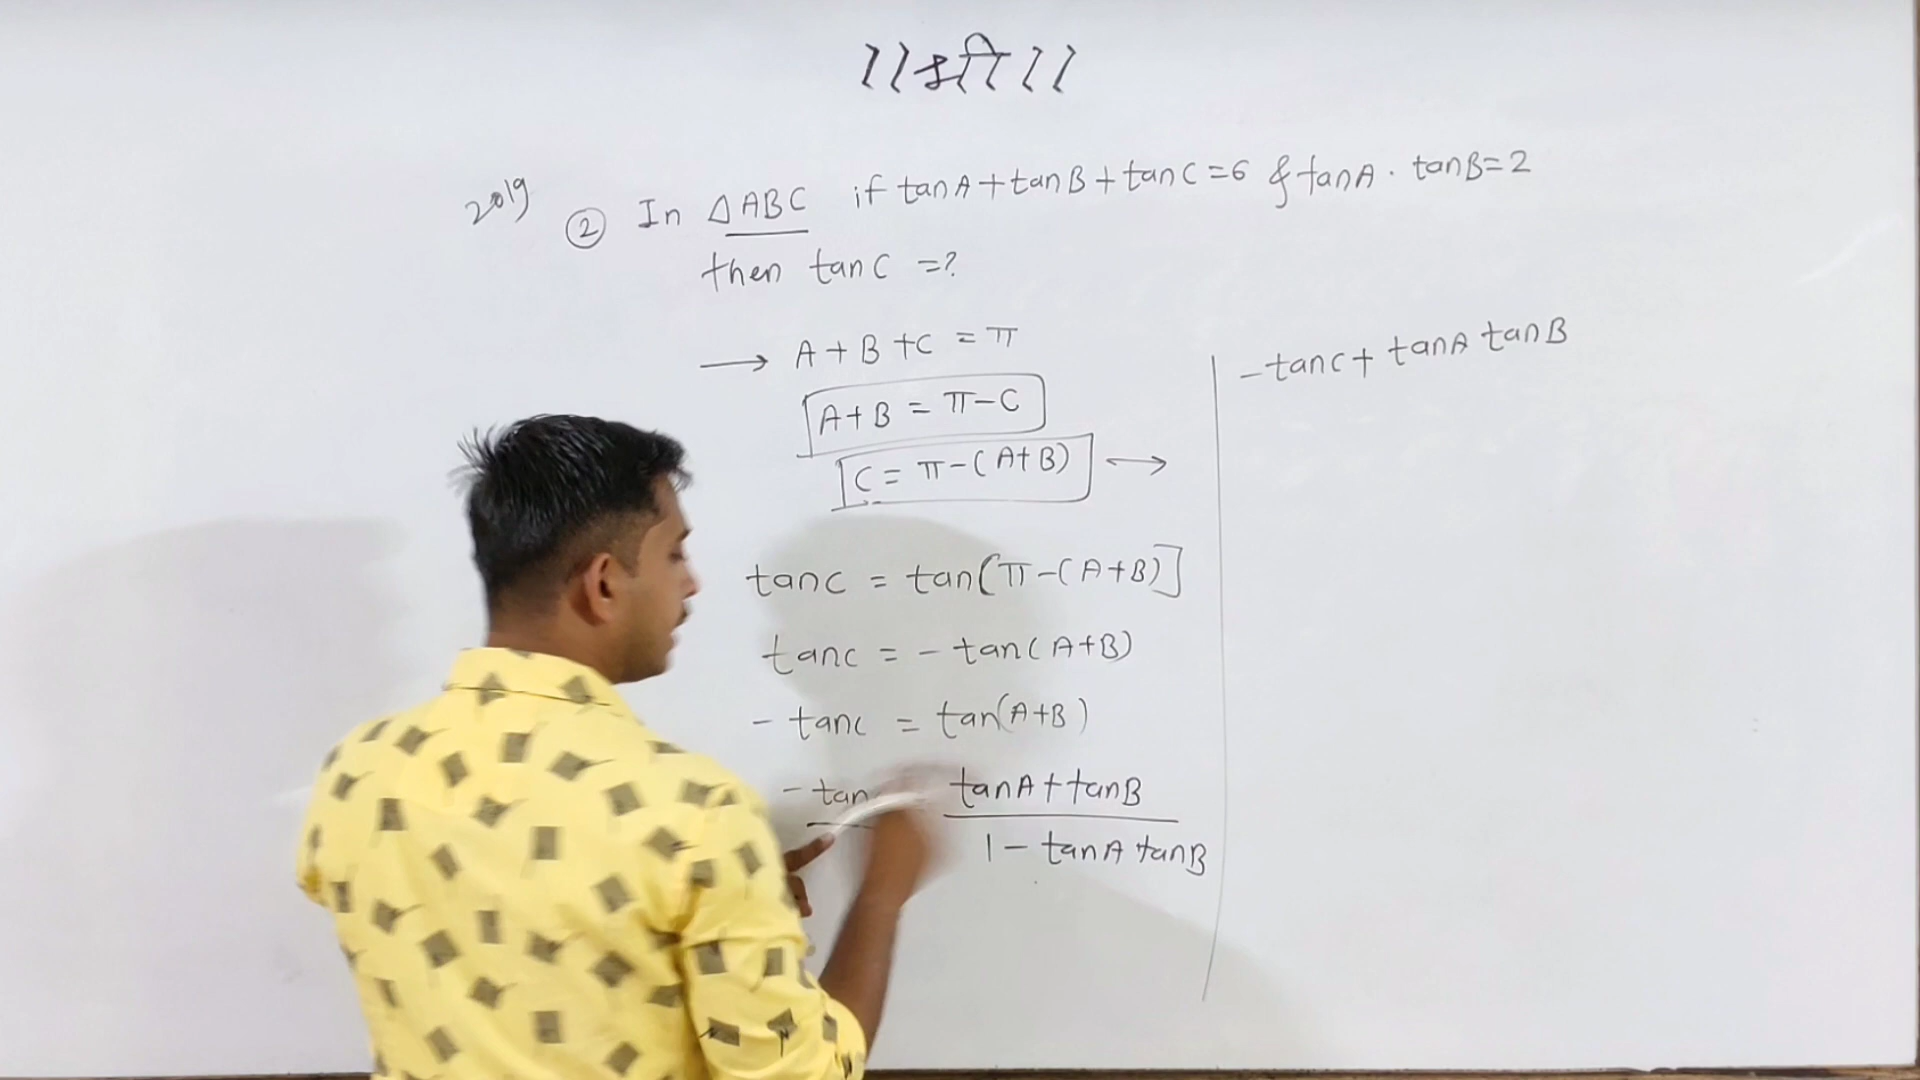 ।। श्री ।।
2019
② In △ABC if tanA + tanB + tanC = 6 & tanA · tanB = 2
then tanC = ?
→ A + B + C = π
A + B = π - C
C = π - (A + B) →
tanC = tan[π - (A + B)]
tanC = - tan(A + B)
- tanC = tan(A + B)
- tan tanA + tanB
1 - tanA tanB
- tanC + tanA tanB